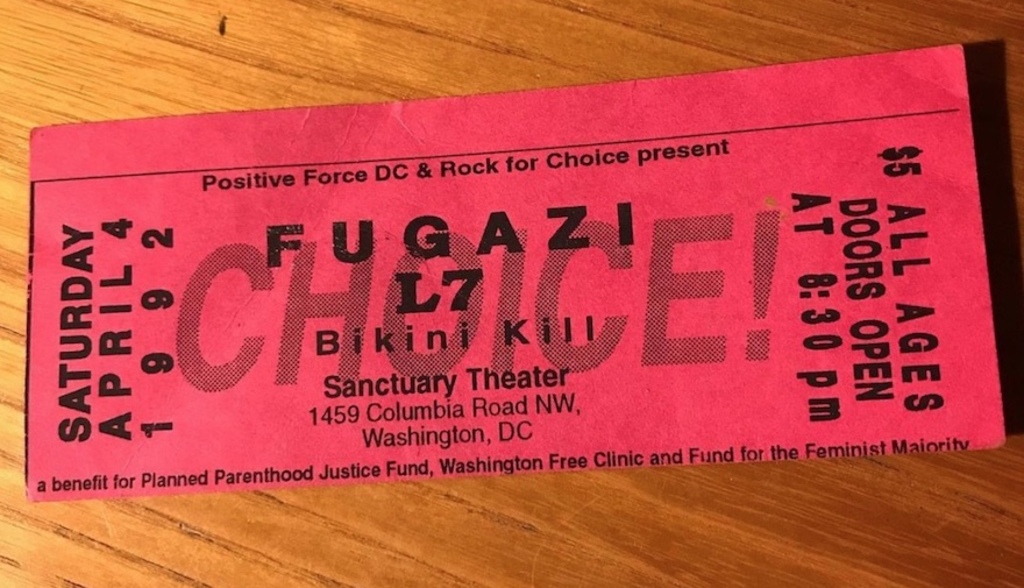 Positive Force DC & Rock for Choice present
SATURDAY
APRIL 4
1992
CHOICE!
FUGAZI
L7
Bikini Kill
Sanctuary Theater
1459 Columbia Road NW,
Washington, DC
$5 ALL AGES
DOORS OPEN
AT 8:30 pm
a benefit for Planned Parenthood Justice Fund, Washington Free Clinic and Fund for the Feminist Majority